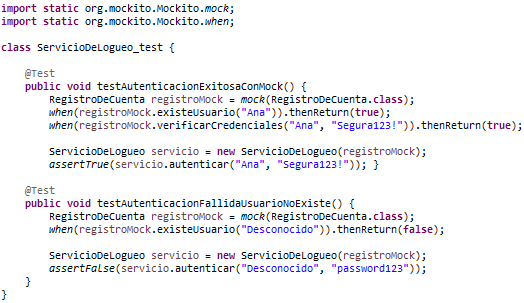 import static org.mockito.Mockito.mock;
import static org.mockito.Mockito.when;

class ServicioDeLogueo_test {

    @Test
    public void testAutenticacionExitosaConMock() {
        RegistroDeCuenta registroMock = mock(RegistroDeCuenta.class);
        when(registroMock.existeUsuario("Ana")).thenReturn(true);
        when(registroMock.verificarCredenciales("Ana", "Segura123!")).thenReturn(true);

        ServicioDeLogueo servicio = new ServicioDeLogueo(registroMock);
        assertTrue(servicio.autenticar("Ana", "Segura123!")); }

    @Test
    public void testAutenticacionFallidaUsuarioNoExiste() {
        RegistroDeCuenta registroMock = mock(RegistroDeCuenta.class);
        when(registroMock.existeUsuario("Desconocido")).thenReturn(false);

        ServicioDeLogueo servicio = new ServicioDeLogueo(registroMock);
        assertFalse(servicio.autenticar("Desconocido", "password123"));
    }
}